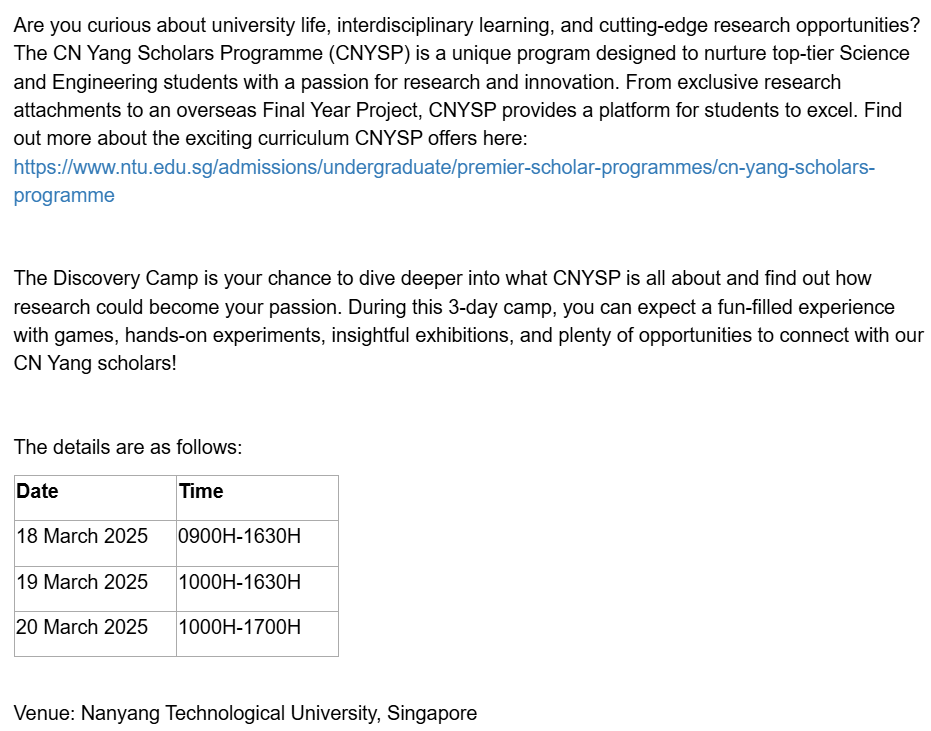 Are you curious about university life, interdisciplinary learning, and cutting-edge research opportunities?
The CN Yang Scholars Programme (CNYSP) is a unique program designed to nurture top-tier Science
and Engineering students with a passion for research and innovation. From exclusive research
attachments to an overseas Final Year Project, CNYSP provides a platform for students to excel. Find
out more about the exciting curriculum CNYSP offers here:
https://www.ntu.edu.sg/admissions/undergraduate/premier-scholar-programmes/cn-yang-scholars-
programme
The Discovery Camp is your chance to dive deeper into what CNYSP is all about and find out how
research could become your passion. During this 3-day camp, you can expect a fun-filled experience
with games, hands-on experiments, insightful exhibitions, and plenty of opportunities to connect with our
CN Yang scholars!
The details are as follows:
Date Time
18 March 2025 0900H-1630H
19 March 2025 1000H-1630H
20 March 2025 1000H-1700H
Venue: Nanyang Technological University, Singapore